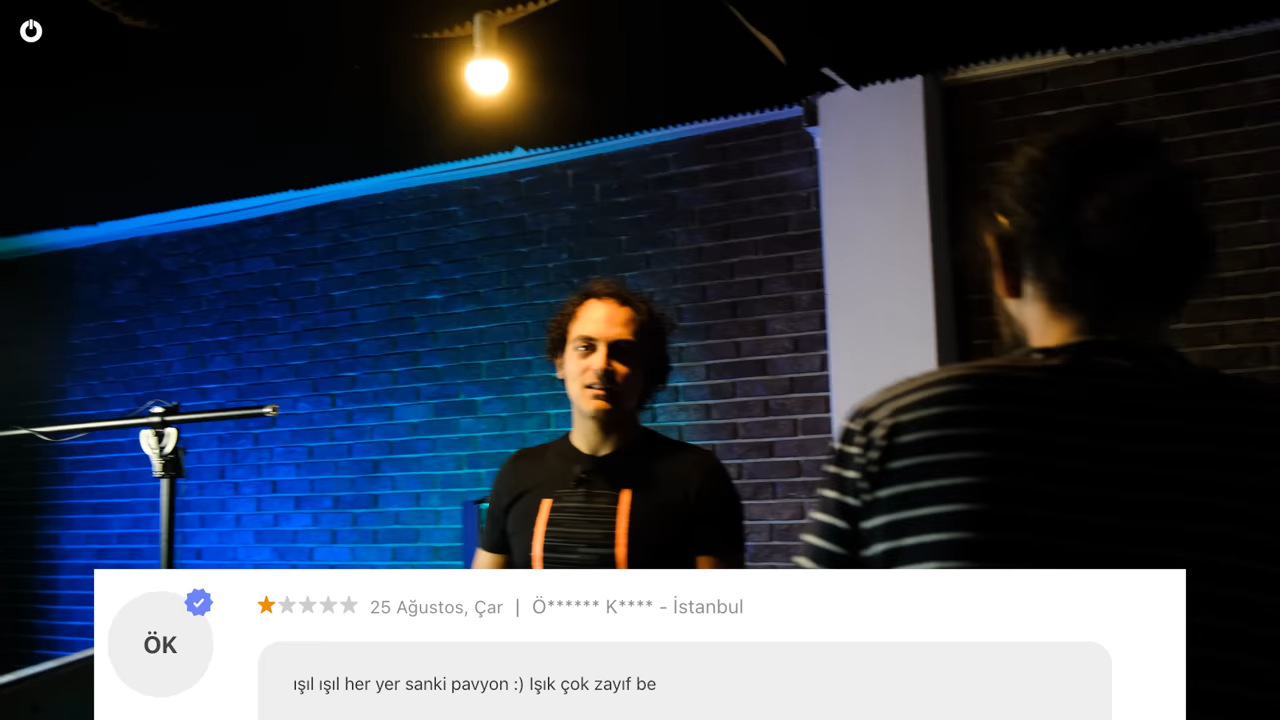 ÖK
25 Ağustos, Çar | Ö****** K**** - İstanbul
ışıl ışıl her yer sanki pavyon :) Işık çok zayıf be